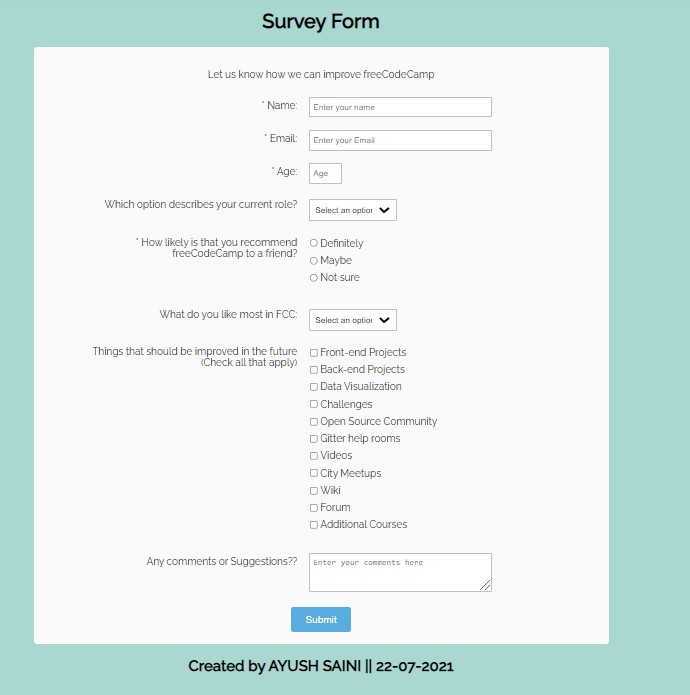 Survey Form
Let us know how we can improve freeCodeCamp
* Name: Enter your name
* Email: Enter your Email
* Age: Age
Which option describes your current role? Select an option
* How likely is that you recommend
freeCodeCamp to a friend?
Definitely
Maybe
Not sure
What do you like most in FCC: Select an option
Things that should be improved in the future
(Check all that apply)
Front-end Projects
Back-end Projects
Data Visualization
Challenges
Open Source Community
Gitter help rooms
Videos
City Meetups
Wiki
Forum
Additional Courses
Any comments or Suggestions?? Enter your comments here
Submit
Created by AYUSH SAINI || 22-07-2021